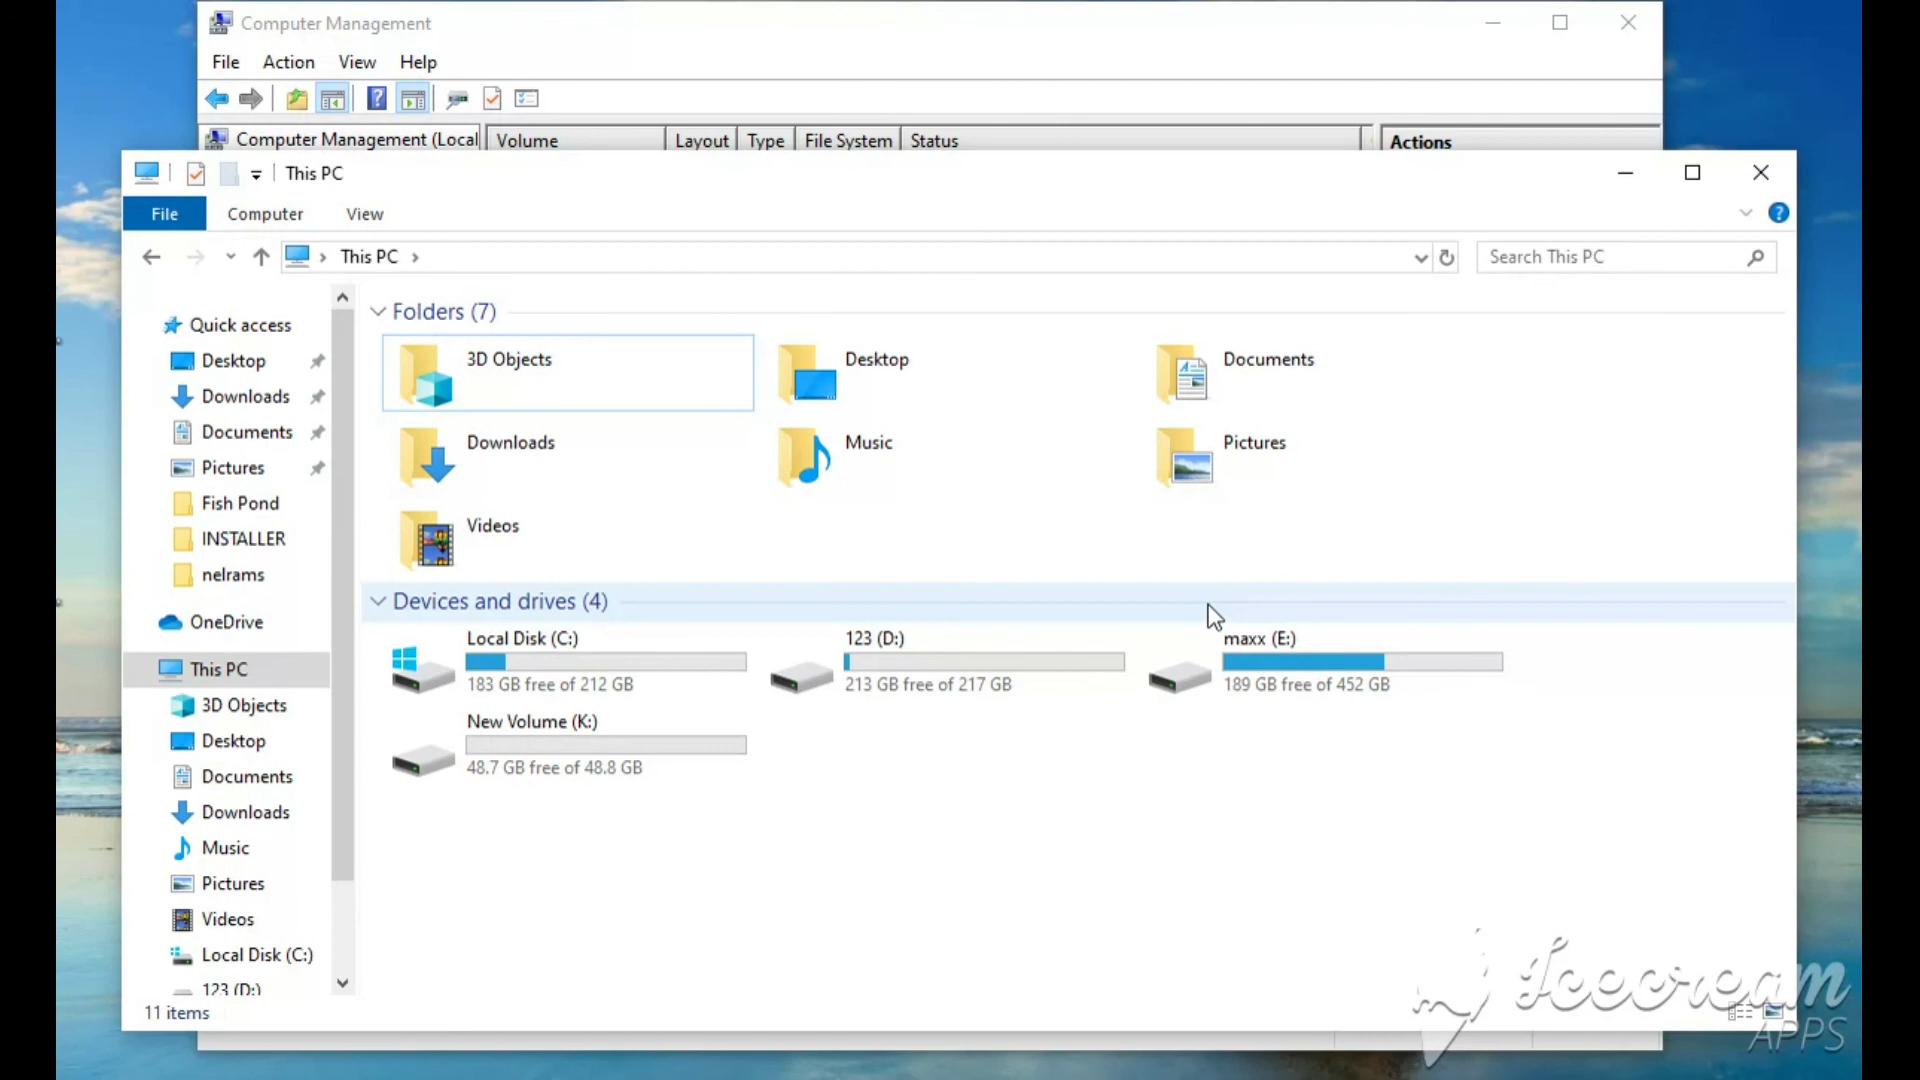 Computer Management
File Action View Help
Computer Management (Local Volume Layout Type File System Status Actions
This PC
File Computer View
This PC Search This PC
Quick access
Desktop
Downloads
Documents
Pictures
Fish Pond
INSTALLER
nelrams
OneDrive
This PC
3D Objects
Desktop
Documents
Downloads
Music
Pictures
Videos
Local Disk (C:)
123 (D:)
Folders (7)
3D Objects Desktop Documents
Downloads Music Pictures
Videos
Devices and drives (4)
Local Disk (C:)
183 GB free of 212 GB
123 (D:)
213 GB free of 217 GB
maxx (E:)
189 GB free of 452 GB
New Volume (K:)
48.7 GB free of 48.8 GB
11 items
Icecream
APPS